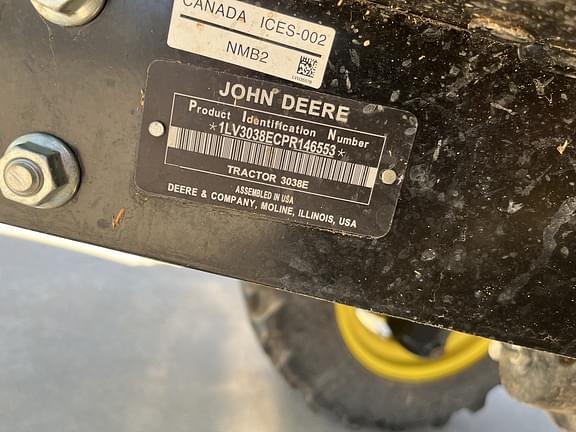 CANADA ICES-002
NMB2
JOHN DEERE
Product Identification Number
*1LV3038ECPR146553*
TRACTOR 3038E
ASSEMBLED IN USA
DEERE & COMPANY, MOLINE, ILLINOIS, USA